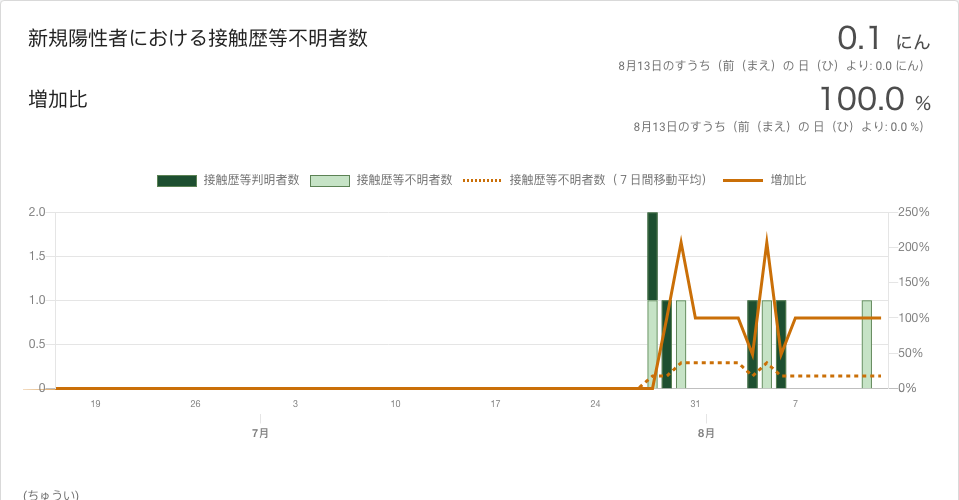 新規陽性者における接触歴等不明者数
0.1 にん
8月13日のすうち（前（まえ）の 日（ひ）より: 0.0 にん）
増加比
100.0 %
8月13日のすうち（前（まえ）の 日（ひ）より: 0.0 %）
接触歴等判明者数 接触歴等不明者数 接触歴等不明者数（７日間移動平均） 増加比
2.0 250%
200%
1.5
150%
1.0 100%
0.5 50%
0 0%
19 26 3 10 17 24 31 7
7月 8月
(ちゅうい)